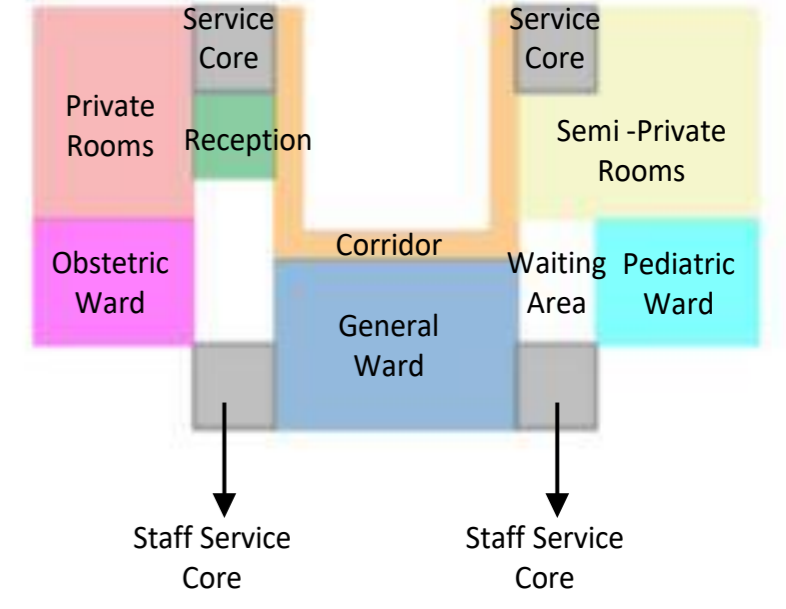 Service
Core
Service
Core
Private
Rooms
Reception
Semi -Private
Rooms
Corridor
Obstetric
Ward
Waiting
Area
Pediatric
Ward
General
Ward
Staff Service
Core
Staff Service
Core